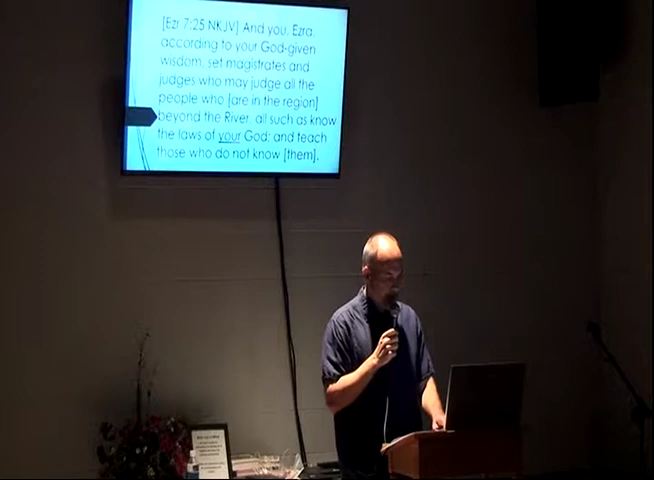 [Ezr 7:25 NKJV] And you, Ezra,
according to your God-given
wisdom, set magistrates and
judges who may judge all the
people who [are in the region]
beyond the River, all such as know
the laws of your God; and teach
those who do not know [them].